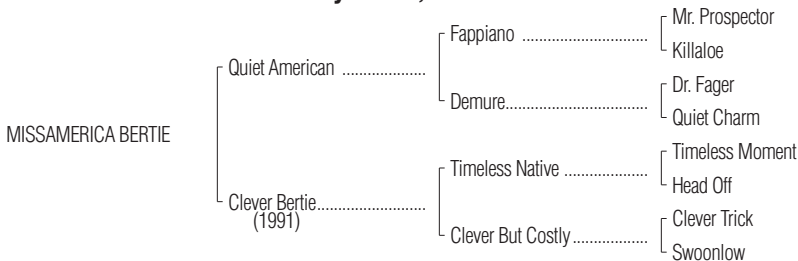 Mr. Prospector
Fappiano ......................
Killaloe
Quiet American ....................
Dr. Fager
Demure.........................
Quiet Charm
MISSAMERICA BERTIE
Timeless Moment
Timeless Native ...................
Head Off
Clever Bertie.........................
(1991)
Clever Trick
Clever But Costly..................
Swoonlow